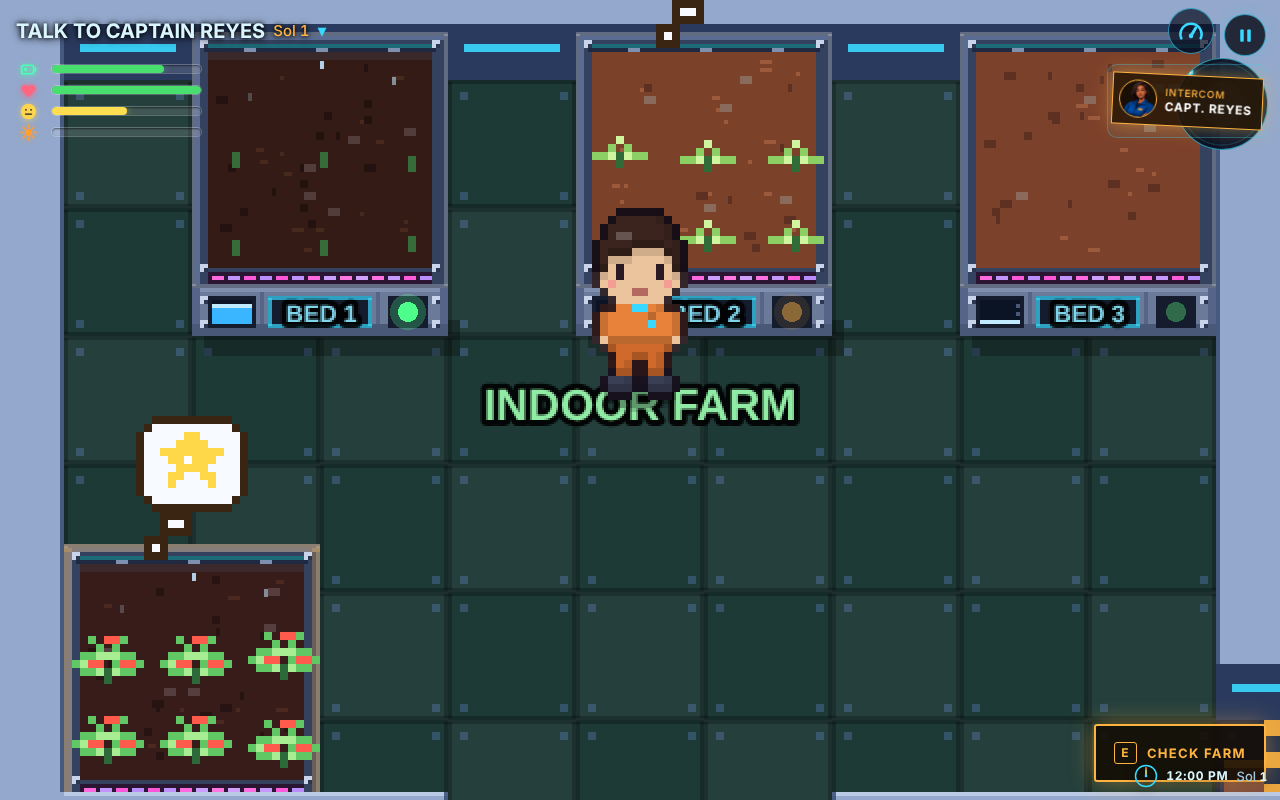 TALK TO CAPTAIN REYES Sol 1 ▼
INTERCOM
CAPT. REYES
BED 1
BED 2
BED 3
INDOOR FARM
E CHECK FARM
12:00 PM Sol 1